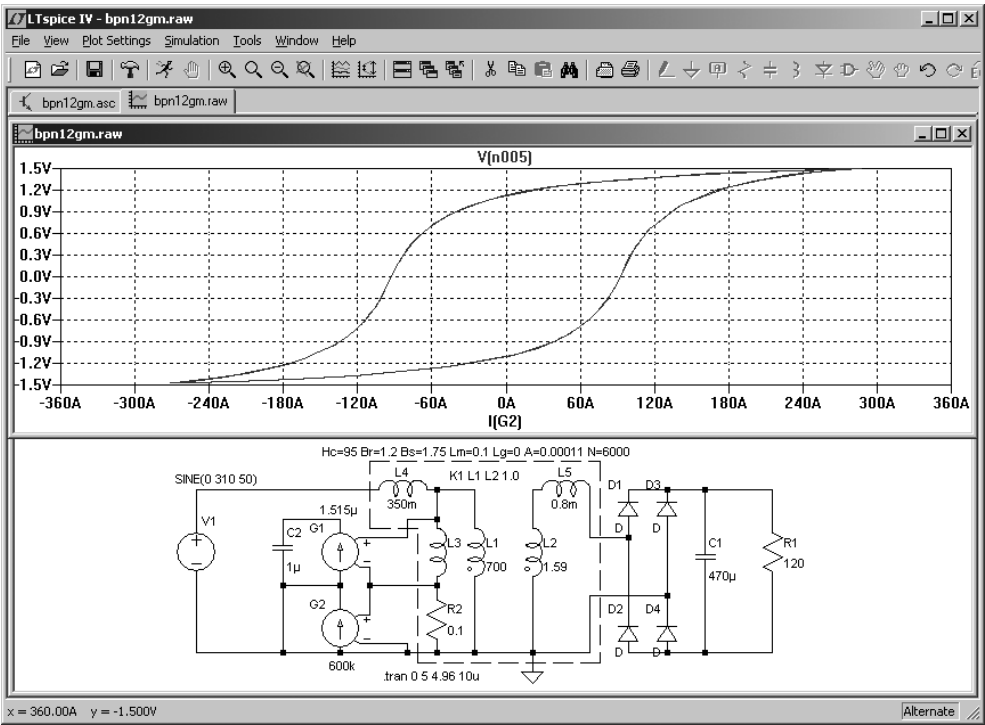 LTspice IV - bpn12gm.raw
File View Plot Settings Simulation Tools Window Help
bpn12gm.asc bpn12gm.raw
bpn12gm.raw
V(n005)
1.5V
1.2V
0.9V
0.6V
0.3V
0.0V
-0.3V
-0.6V
-0.9V
-1.2V
-1.5V
-360A -300A -240A -180A -120A -60A 0A 60A 120A 180A 240A 300A 360A
I(G2)
Hc=95 Br=1.2 Bs=1.75 Lm=0.1 Lg=0 A=0.00011 N=6000
SINE(0 310 50)
L4
K1 L1 L2 1.0
L5
D1 D3
350m
0.8m
1.515µ
V1
C2
G1
D D
1µ
L3 L1
L2
C1
R1
700
1.59
470µ
120
G2
R2
D2 D4
0.1
D D
600k
.tran 0 5 4.96 10u
x = 360.00A y = -1.500V
Alternate